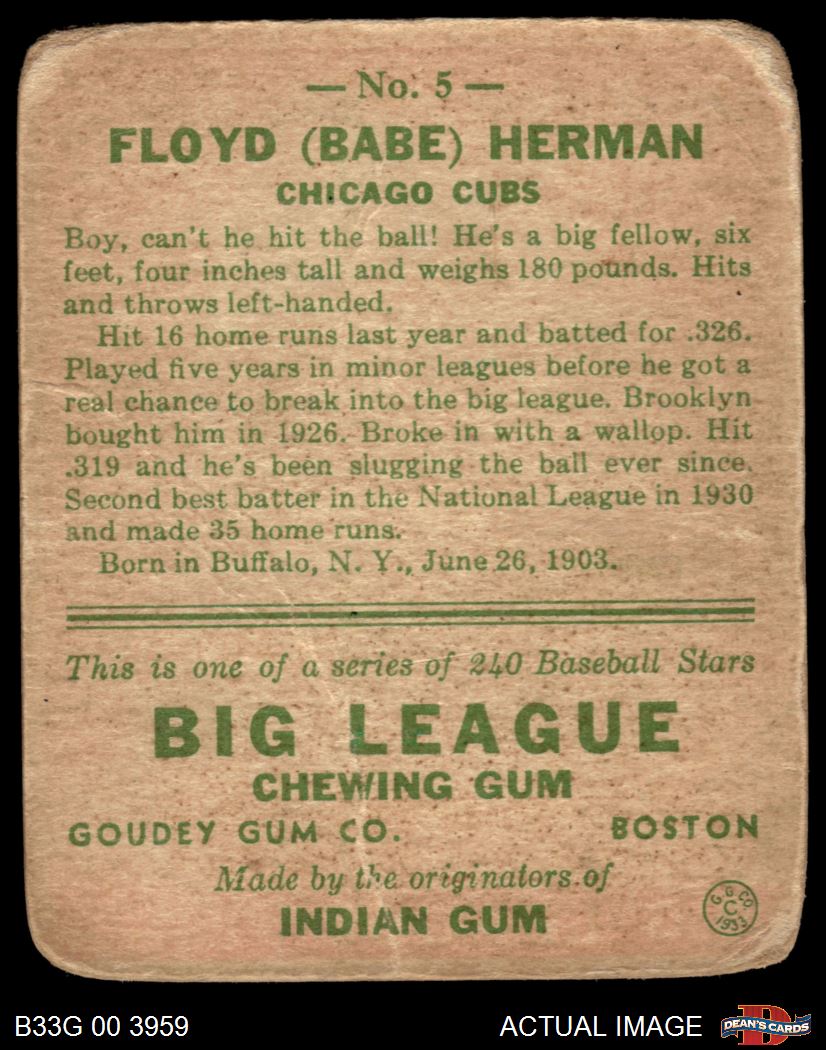 — No. 5 —
FLOYD (BABE) HERMAN
CHICAGO CUBS
Boy, can't he hit the ball! He's a big fellow, six
feet, four inches tall and weighs 180 pounds. Hits
and throws left-handed.
Hit 16 home runs last year and batted for .326.
Played five years in minor leagues before he got a
real chance to break into the big league. Brooklyn
bought him in 1926. Broke in with a wallop. Hit
.319 and he's been slugging the ball ever since.
Second best batter in the National League in 1930
and made 35 home runs.
Born in Buffalo, N. Y., June 26, 1903.
This is one of a series of 240 Baseball Stars
BIG LEAGUE
CHEWING GUM
GOUDEY GUM CO. BOSTON
Made by the originators of
INDIAN GUM
G. G. CO.
C
1933
B33G 00 3959 ACTUAL IMAGE
D
DEAN'S CARDS